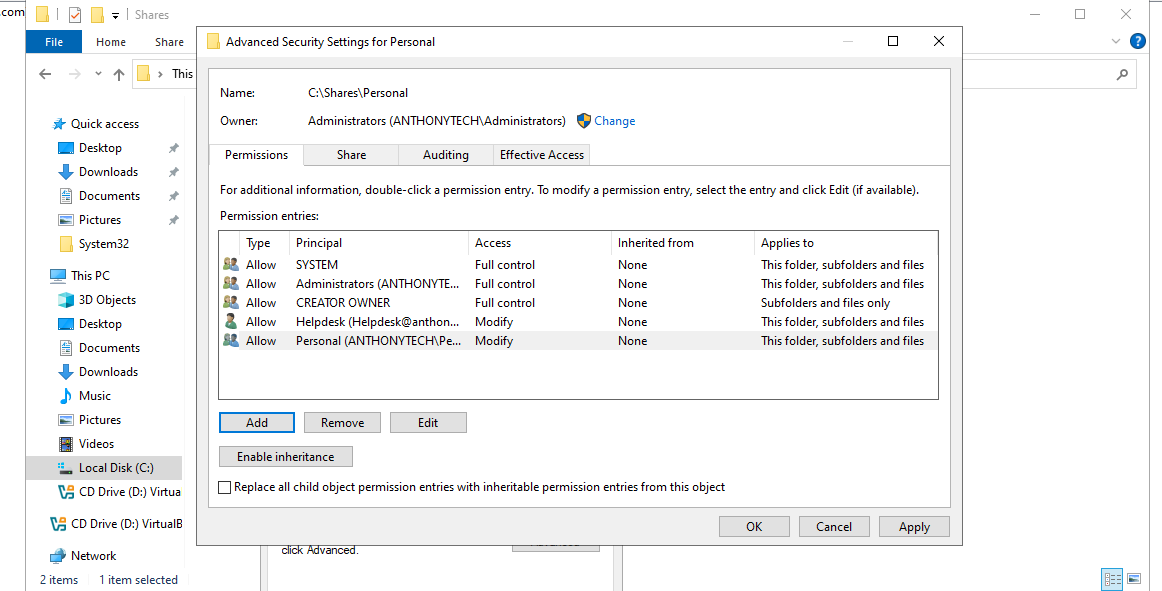 .com
Shares
File Home Share
This
Advanced Security Settings for Personal
Name: C:\Shares\Personal
Owner: Administrators (ANTHONYTECH\Administrators) Change
Permissions Share Auditing Effective Access
For additional information, double-click a permission entry. To modify a permission entry, select the entry and click Edit (if available).
Permission entries:
Type Principal Access Inherited from Applies to
Allow SYSTEM Full control None This folder, subfolders and files
Allow Administrators (ANTHONYTE... Full control None This folder, subfolders and files
Allow CREATOR OWNER Full control None Subfolders and files only
Allow Helpdesk (Helpdesk@anthon... Modify None This folder, subfolders and files
Allow Personal (ANTHONYTECH\Pe... Modify None This folder, subfolders and files
Add Remove Edit
Enable inheritance
Replace all child object permission entries with inheritable permission entries from this object
OK Cancel Apply
Quick access
Desktop
Downloads
Documents
Pictures
System32
This PC
3D Objects
Desktop
Documents
Downloads
Music
Pictures
Videos
Local Disk (C:)
CD Drive (D:) Virtua
CD Drive (D:) VirtualB
Network
click Advanced.
2 items 1 item selected